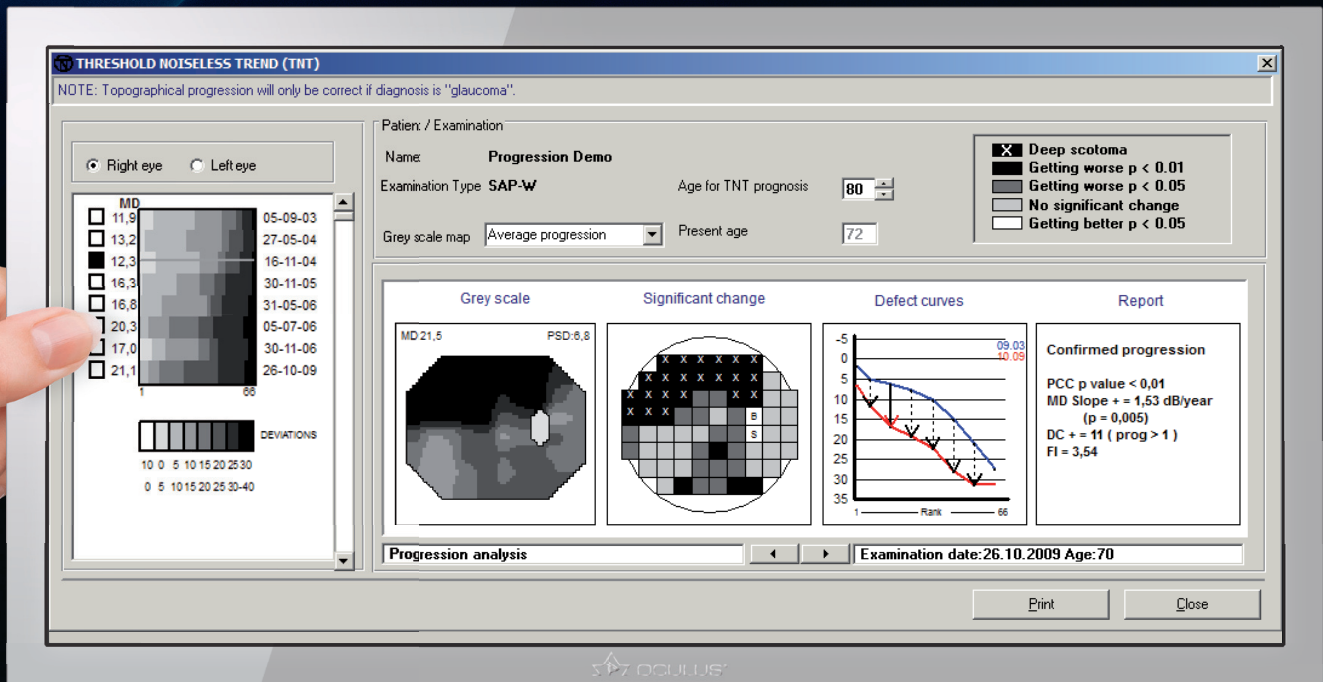 THRESHOLD NOISELESS TREND (TNT)
NOTE: Topographical progression will only be correct if diagnosis is "glaucoma".
Right eye Left eye
MD
11,9 05-09-03
13,2 27-05-04
12,3 16-11-04
16,3 30-11-05
16,8 31-05-06
20,3 05-07-06
17,0 30-11-06
21,1 26-10-09
1 66
DEVIATIONS
10 0 5 10 15 20 25 30
0 5 10 15 20 25 30-40
Patient / Examination
Name: Progression Demo
Examination Type SAP-W
Age for TNT prognosis 80
Grey scale map Average progression
Present age 72
X Deep scotoma
Getting worse p < 0.01
Getting worse p < 0.05
No significant change
Getting better p < 0.05
Grey scale
MD 21,5 PSD:6,8
Significant change
X X X X X X
X X X X X X X
X X X X X
X X X
B
S
Defect curves
-5
0
5
10
15
20
25
30
35
09.03
10.09
1 Rank 66
Report
Confirmed progression
PCC p value < 0,01
MD Slope + = 1,53 dB/year
(p = 0,005)
DC + = 11 ( prog > 1 )
FI = 3,54
Progression analysis
Examination date:26.10.2009 Age:70
Print Close
OCULUS